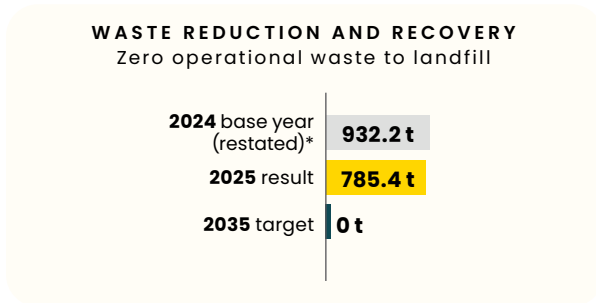 WASTE REDUCTION AND RECOVERY
Zero operational waste to landfill
2024 base year
(restated)*
932.2 t
2025 result
785.4 t
2035 target
0 t